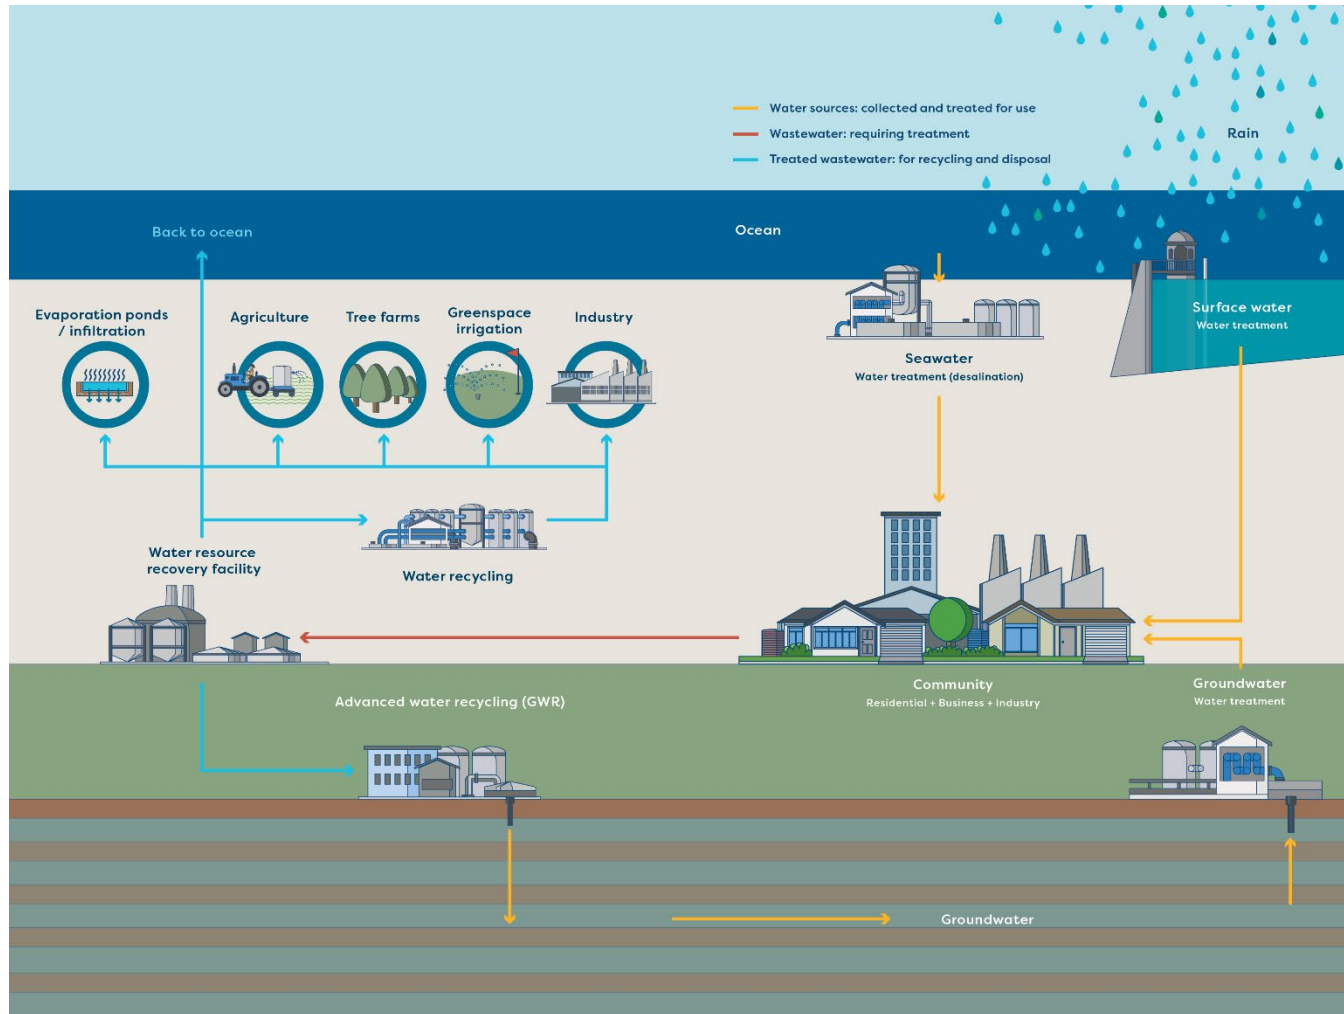 Water sources: collected and treated for use
Wastewater: requiring treatment
Treated wastewater: for recycling and disposal
Rain
Back to ocean
Ocean
Evaporation ponds
/ infiltration
Agriculture
Tree farms
Greenspace
irrigation
Industry
Seawater
Water treatment (desalination)
Surface water
Water treatment
Water resource
recovery facility
Water recycling
Advanced water recycling (GWR)
Community
Residential + Business + Industry
Groundwater
Water treatment
Groundwater